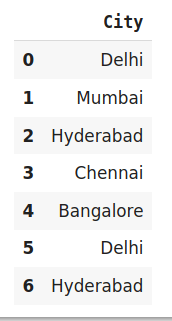 City
0 Delhi
1 Mumbai
2 Hyderabad
3 Chennai
4 Bangalore
5 Delhi
6 Hyderabad